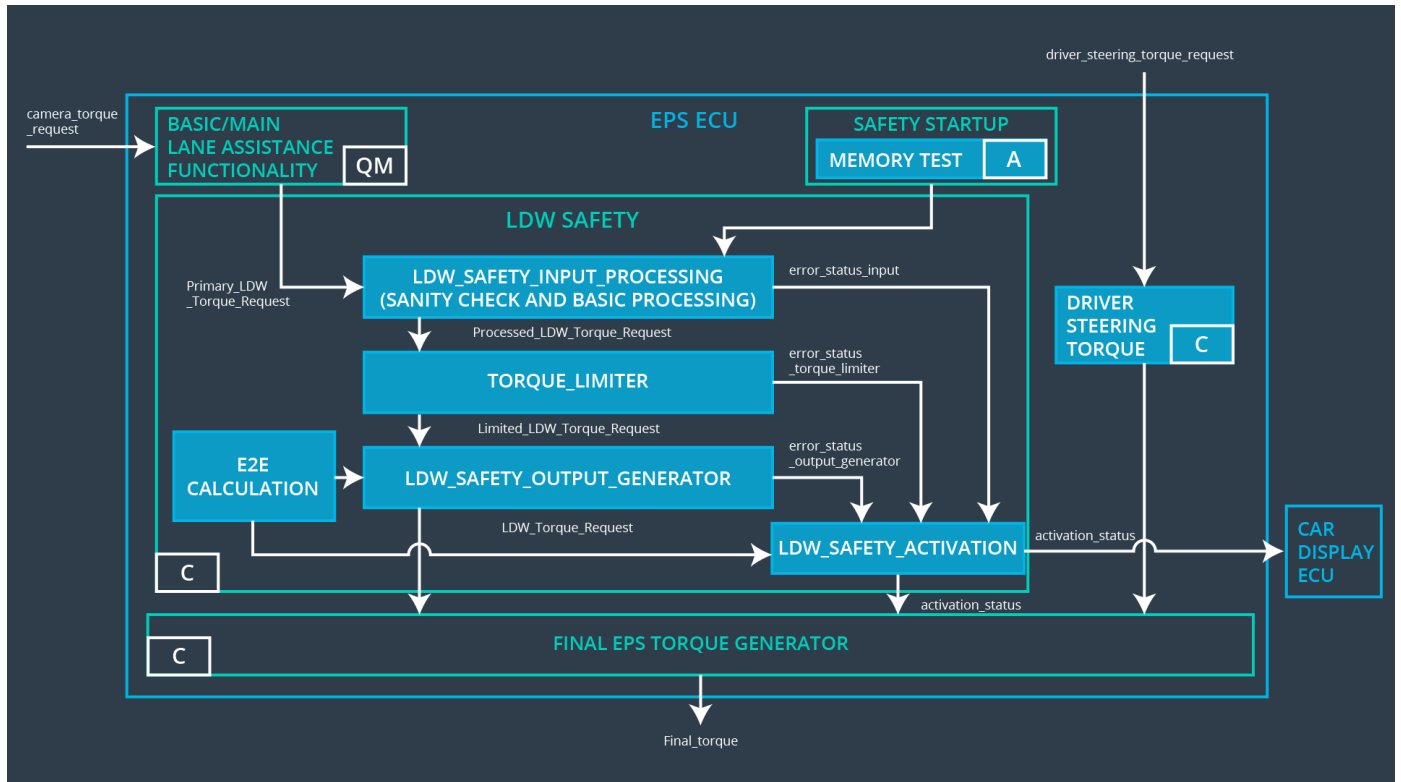 driver_steering_torque_request
camera_torque
_request
BASIC/MAIN
LANE ASSISTANCE
FUNCTIONALITY
QM
EPS ECU
SAFETY STARTUP
MEMORY TEST
A
LDW SAFETY
LDW_SAFETY_INPUT_PROCESSING
(SANITY CHECK AND BASIC PROCESSING)
error_status_input
Primary_LDW
_Torque_Request
DRIVER
STEERING
TORQUE
C
Processed_LDW_Torque_Request
TORQUE_LIMITER
error_status
_torque_limiter
Limited_LDW_Torque_Request
E2E
CALCULATION
LDW_SAFETY_OUTPUT_GENERATOR
error_status
_output_generator
LDW_Torque_Request
LDW_SAFETY_ACTIVATION
activation_status
CAR
DISPLAY
ECU
C
activation_status
FINAL EPS TORQUE GENERATOR
C
Final_torque